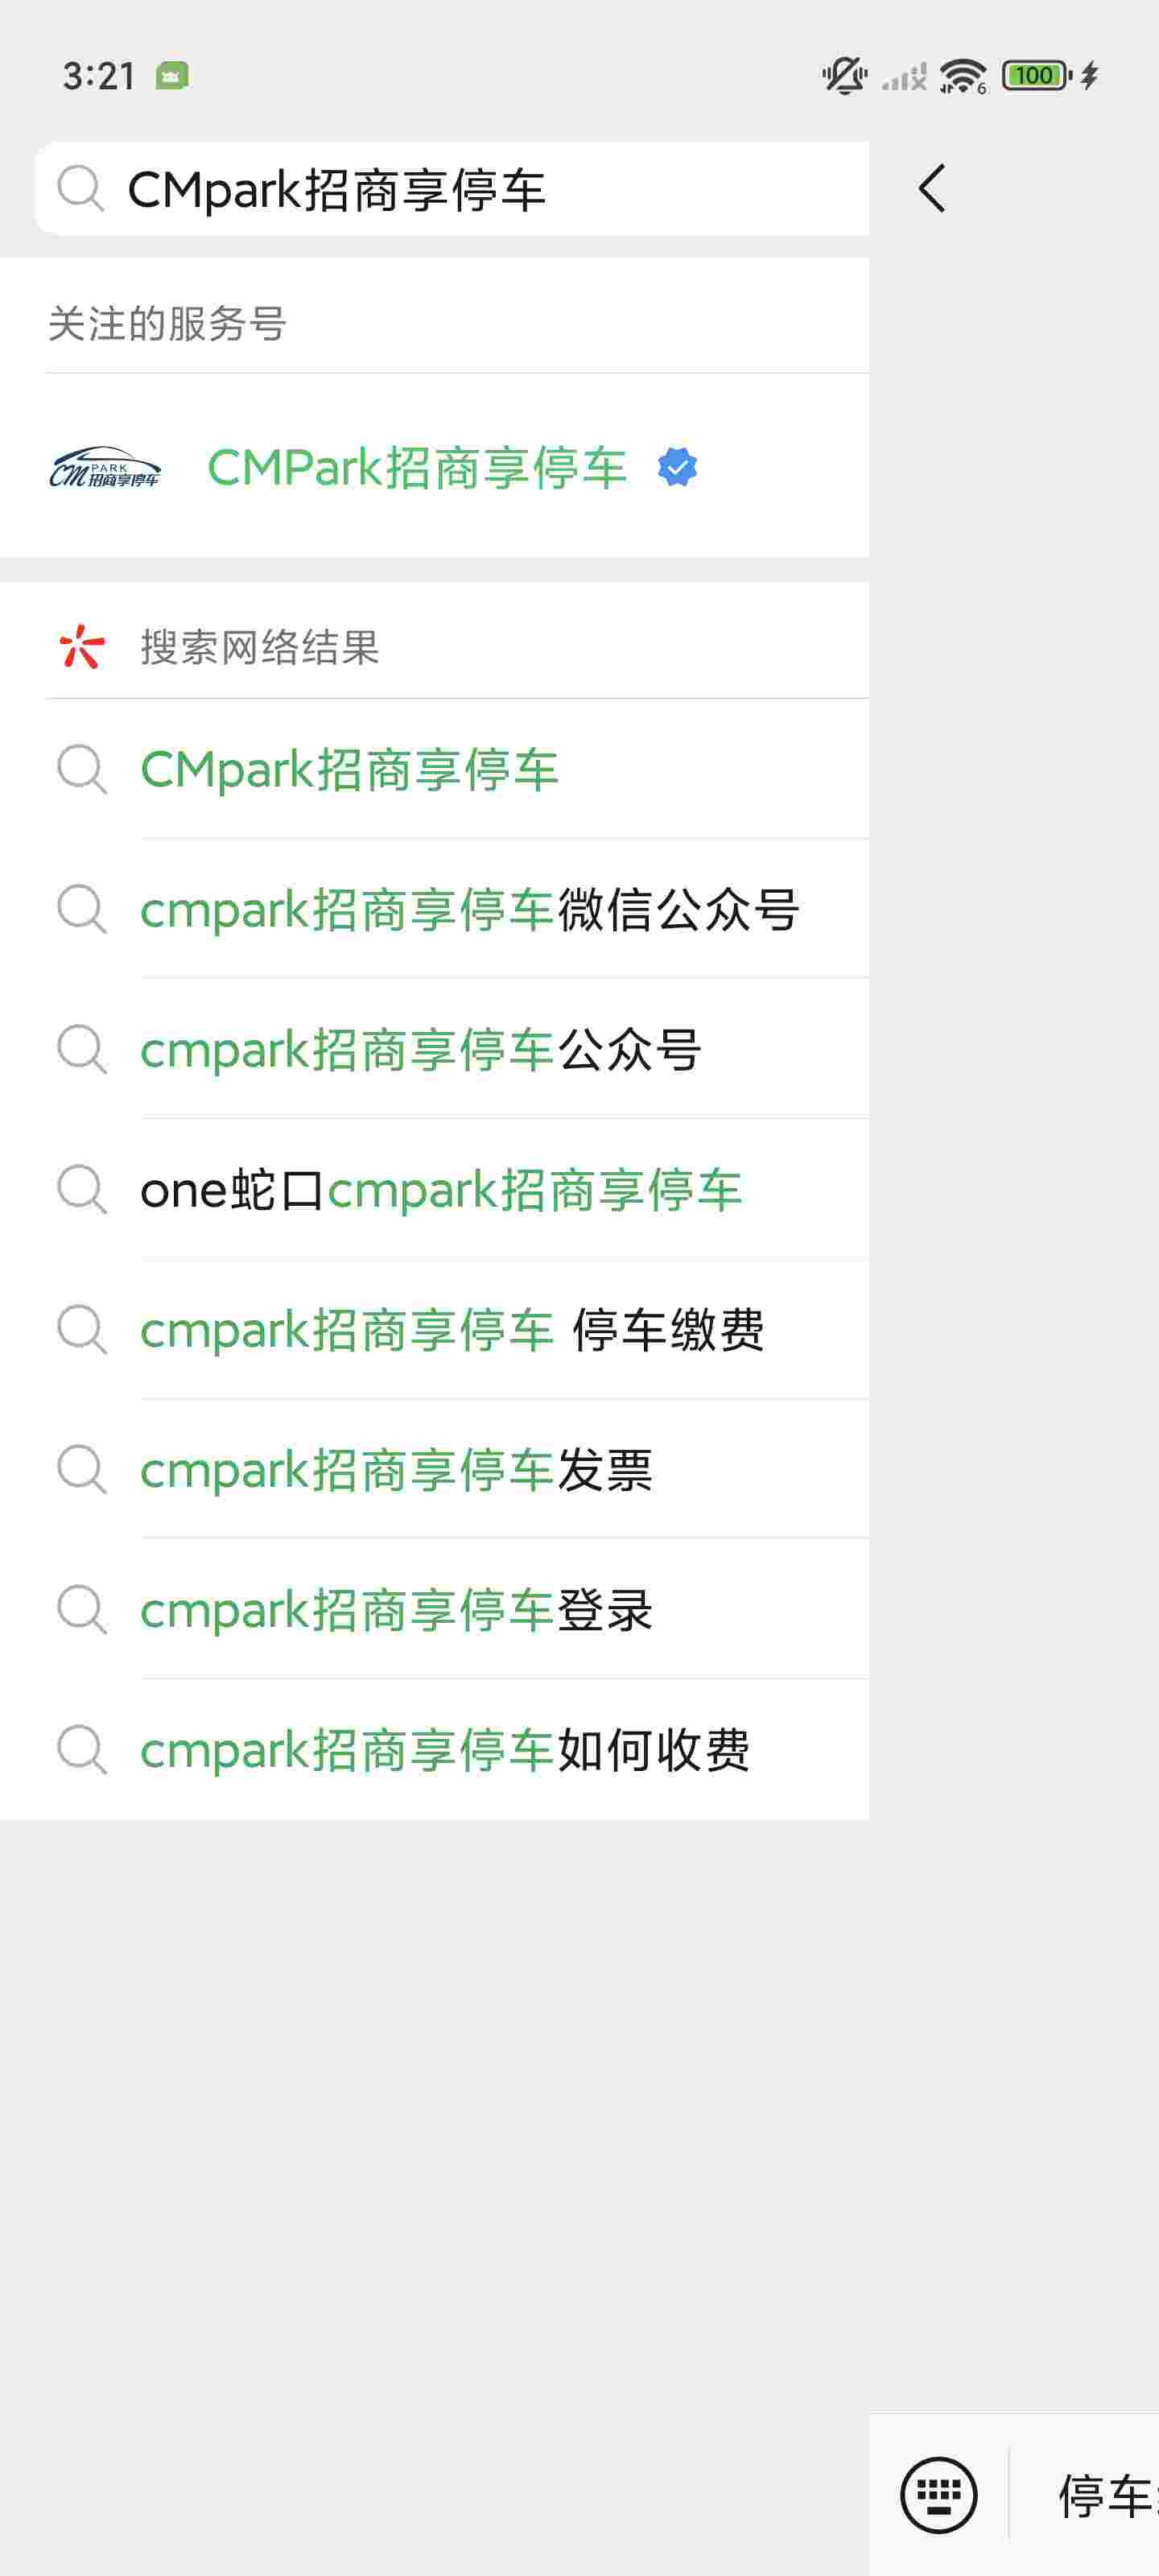 3:21
6
100
CMpark招商享停车
关注的服务号
CM PARK 招商享停车
CMPark招商享停车
搜索网络结果
CMpark招商享停车
cmpark招商享停车微信公众号
cmpark招商享停车公众号
one蛇口cmpark招商享停车
cmpark招商享停车 停车缴费
cmpark招商享停车发票
cmpark招商享停车登录
cmpark招商享停车如何收费
停车